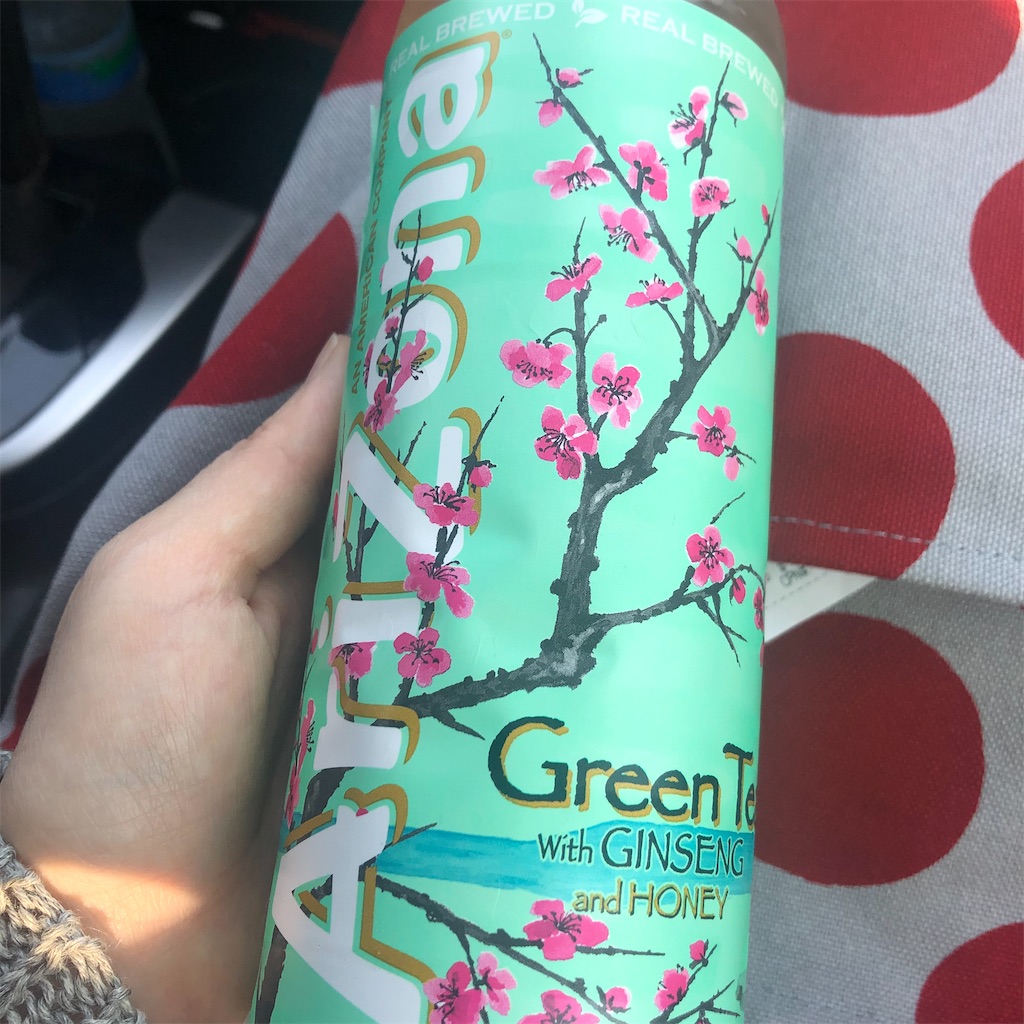 REAL BREWED REAL BREWED
AriZona®
AN AMERICAN COMPANY
Green Te
With GINSENG
and HONEY